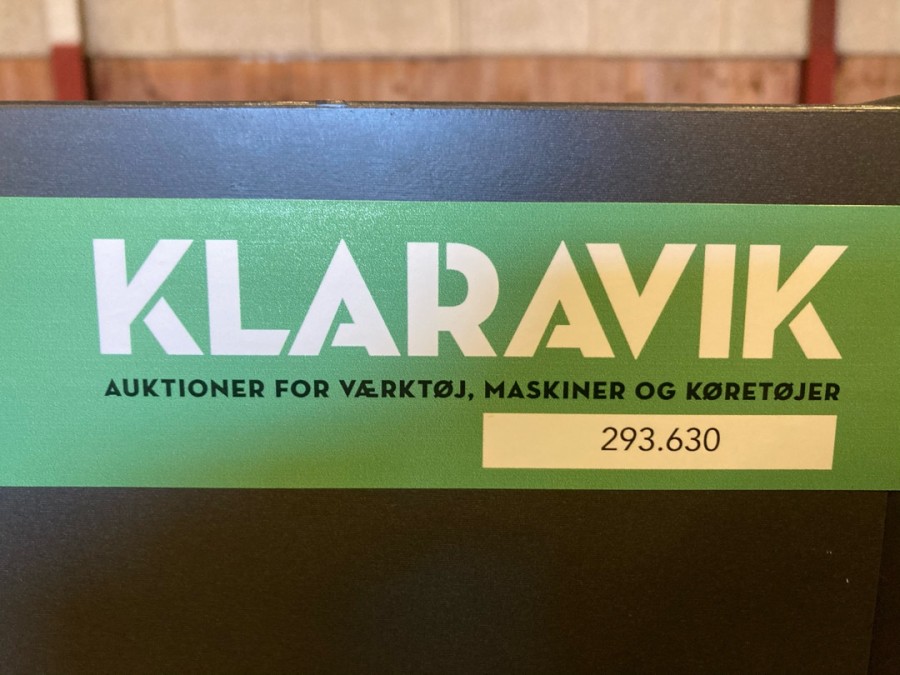 KLARAVIK
AUKTIONER FOR VÆRKTØJ, MASKINER OG KØRETØJER
293.630